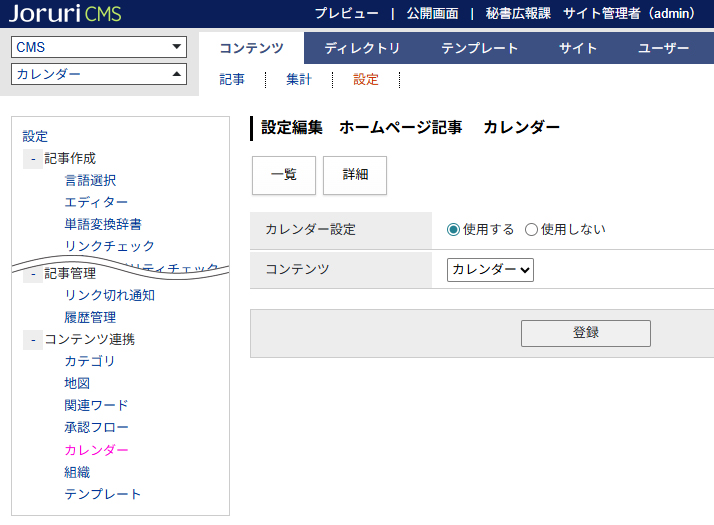 Joruri CMS
プレビュー | 公開画面 | 秘書広報課 サイト管理者（admin）
CMS
カレンダー
コンテンツ ディレクトリ テンプレート サイト ユーザー
記事 集計 設定
設定
- 記事作成
言語選択
エディター
単語変換辞書
リンクチェック
リティチェック
- 記事管理
リンク切れ通知
履歴管理
- コンテンツ連携
カテゴリ
地図
関連ワード
承認フロー
カレンダー
組織
テンプレート
設定編集 ホームページ記事 カレンダー
一覧 詳細
カレンダー設定 使用する 使用しない
コンテンツ カレンダー
登録